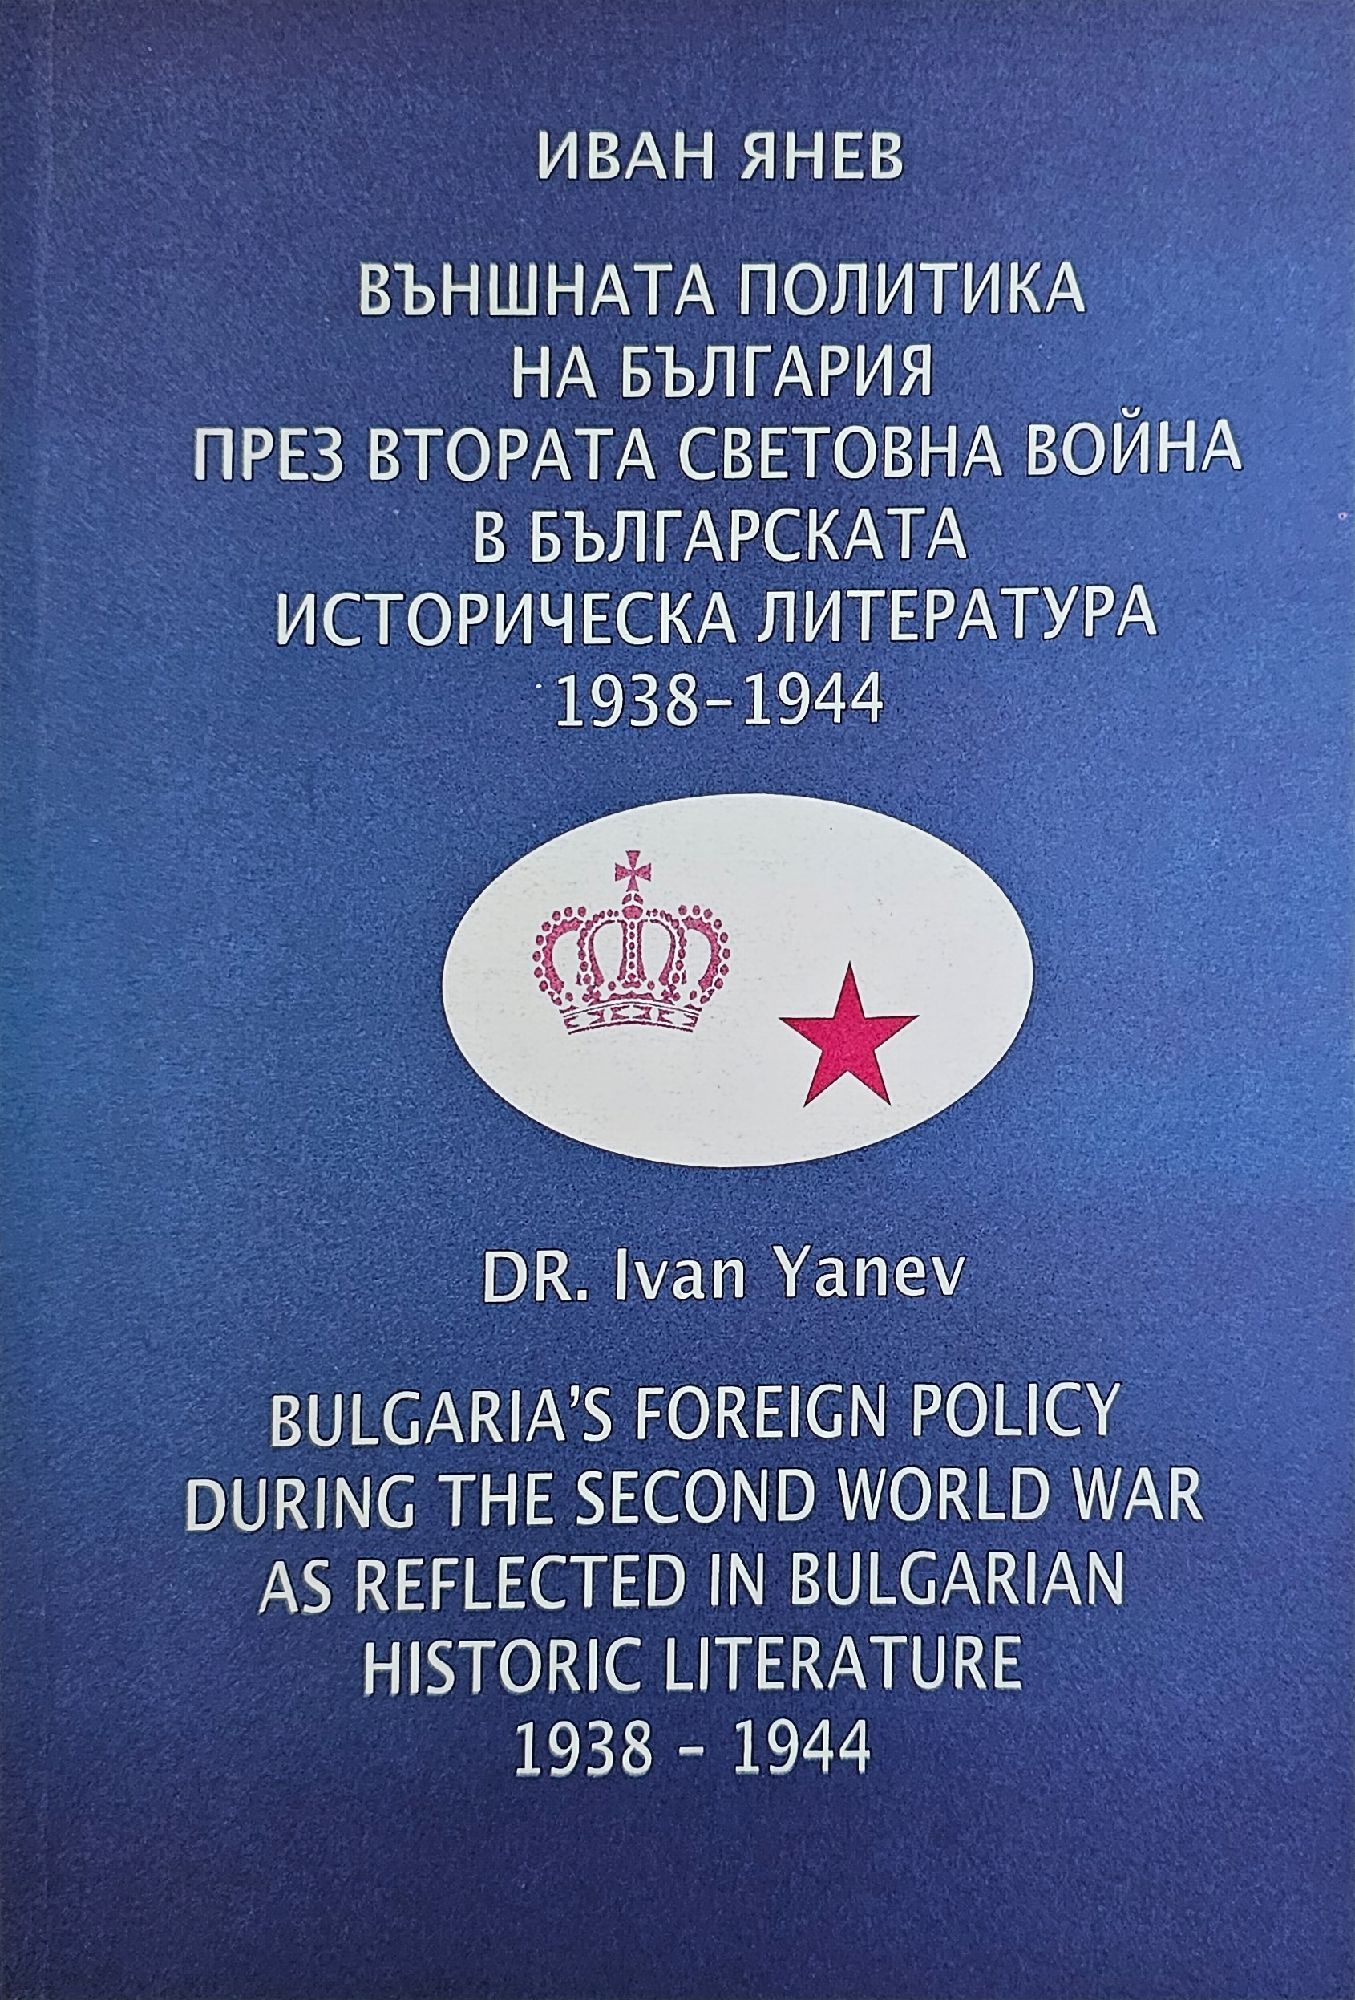 ИВАН ЯНЕВ
ВЪНШНАТА ПОЛИТИКА
НА БЪЛГАРИЯ
ПРЕЗ ВТОРАТА СВЕТОВНА ВОЙНА
В БЪЛГАРСКАТА
ИСТОРИЧЕСКА ЛИТЕРАТУРА
1938-1944
DR. Ivan Yanev
BULGARIA'S FOREIGN POLICY
DURING THE SECOND WORLD WAR
AS REFLECTED IN BULGARIAN
HISTORIC LITERATURE
1938 - 1944